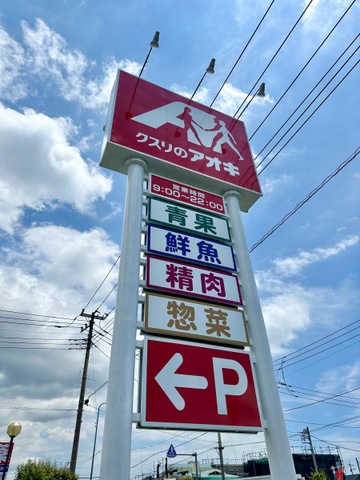 クスリのアオキ
営業時間
9:00~22:00
青果
鮮魚
精肉
惣菜
←P